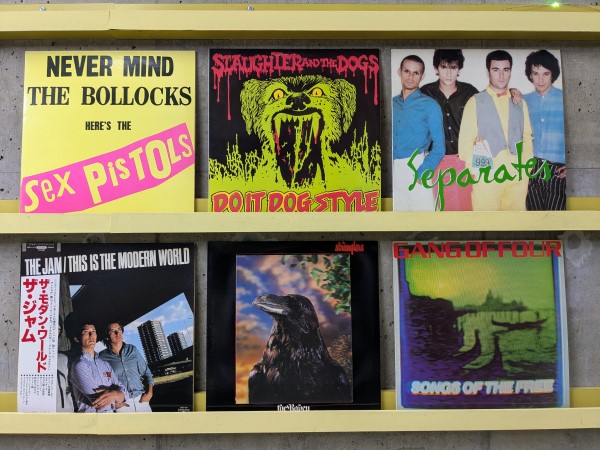 NEVER MIND
THE BOLLOCKS
HERE'S THE
Sex PISTOLS
SLAUGHTER AND THE DOGS
DO IT DOG STYLE
999
Separates
THE JAM/THIS IS THE MODERN WORLD
ザ・モダン・ワールド
ザ・ジャム
stranglers
the Raven
GANG OF FOUR
SONGS OF THE FREE